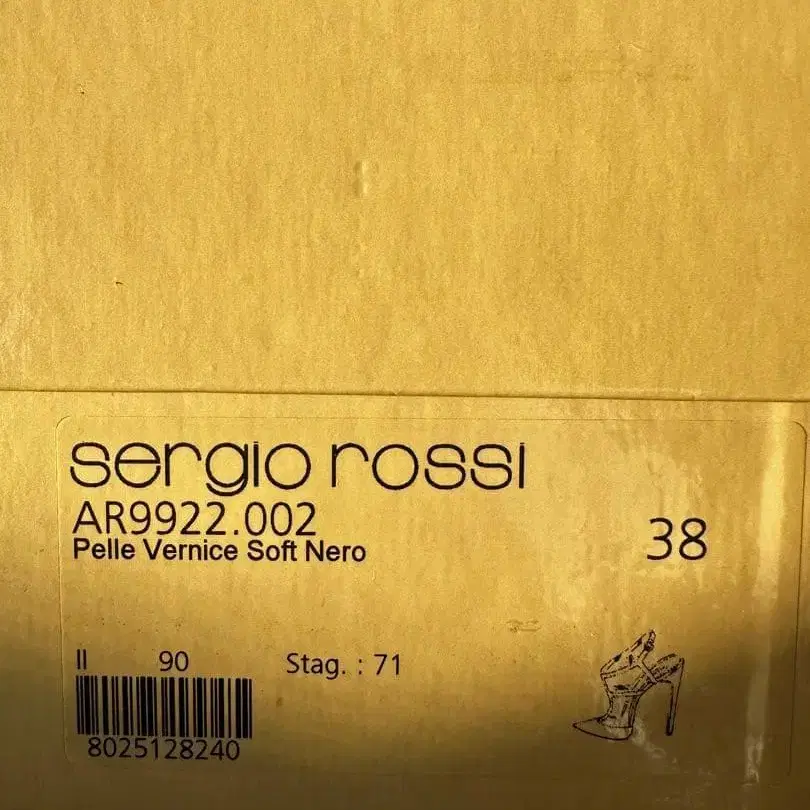 sergio rossi
AR9922.002
Pelle Vernice Soft Nero
38
II 90 Stag. : 71
8025128240